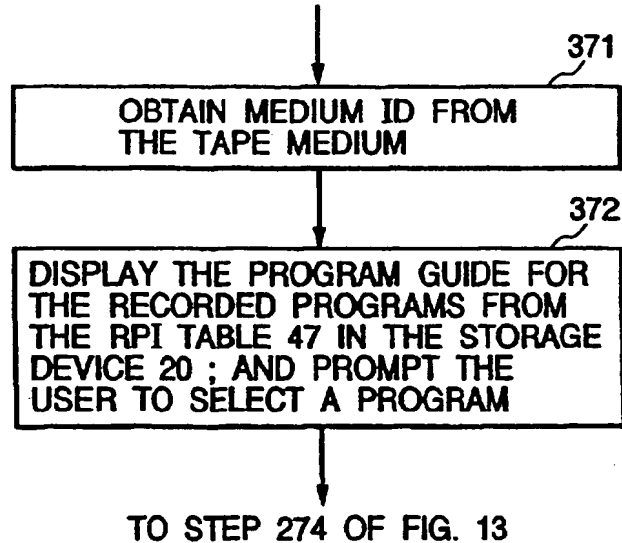 371
OBTAIN MEDIUM ID FROM
THE TAPE MEDIUM
372
DISPLAY THE PROGRAM GUIDE FOR
THE RECORDED PROGRAMS FROM
THE RPI TABLE 47 IN THE STORAGE
DEVICE 20 ; AND PROMPT THE
USER TO SELECT A PROGRAM
TO STEP 274 OF FIG. 13